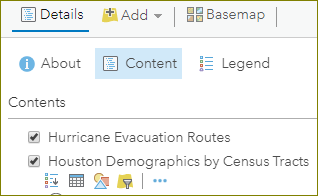 Details Add Basemap
About Content Legend
Contents
Hurricane Evacuation Routes
Houston Demographics by Census Tracts